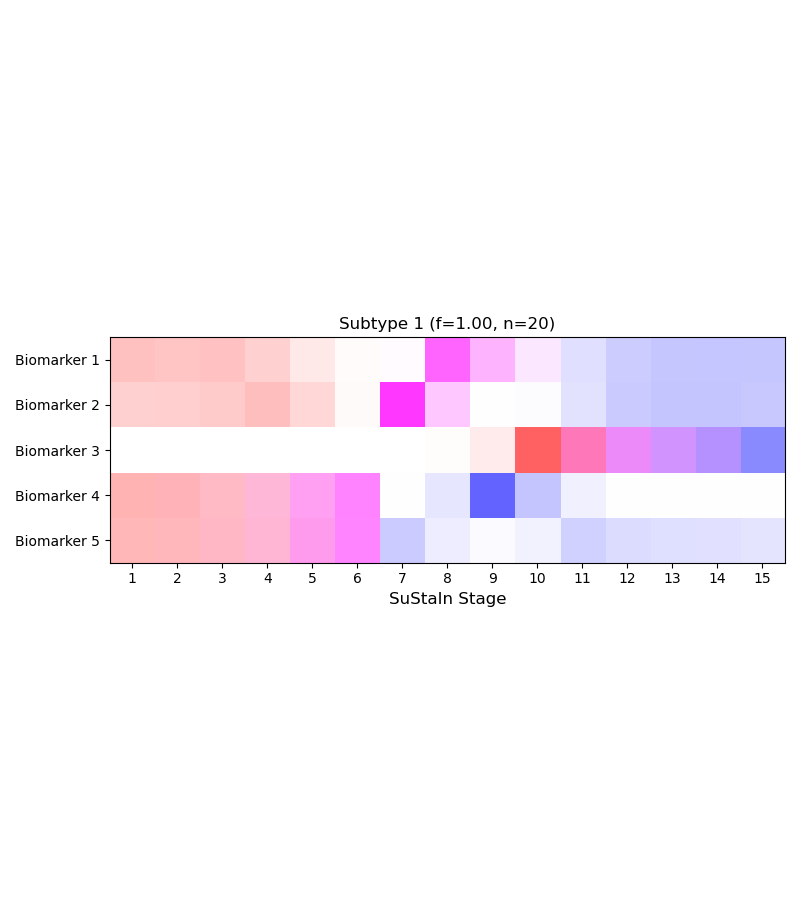 Subtype 1 (f=1.00, n=20)
Biomarker 1
Biomarker 2
Biomarker 3
Biomarker 4
Biomarker 5
1 2 3 4 5 6 7 8 9 10 11 12 13 14 15
SuStaIn Stage